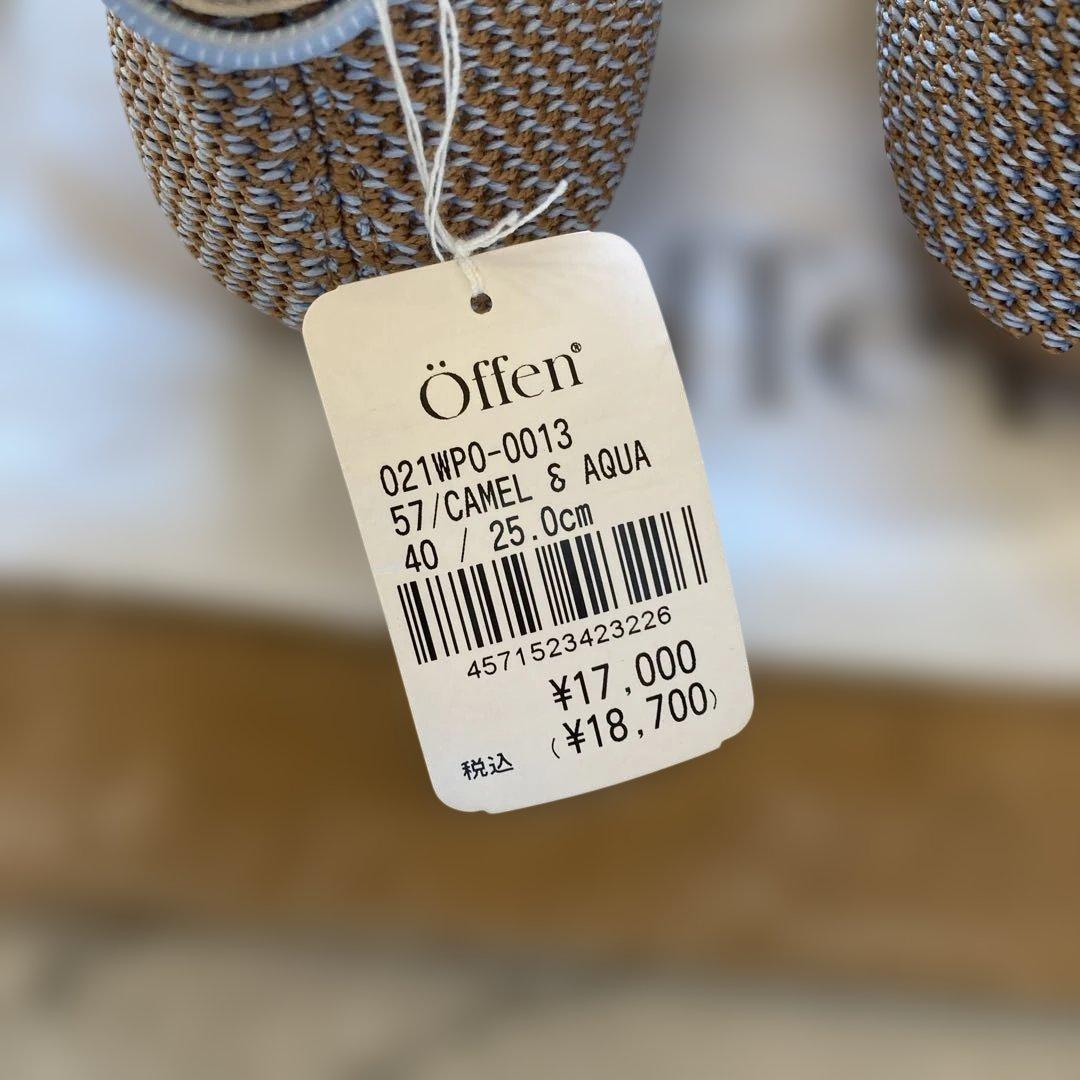 Öffen®
021WPO-0013
57/CAMEL & AQUA
40 / 25.0cm
4571523423226
¥17,000
税込 (¥18,700)